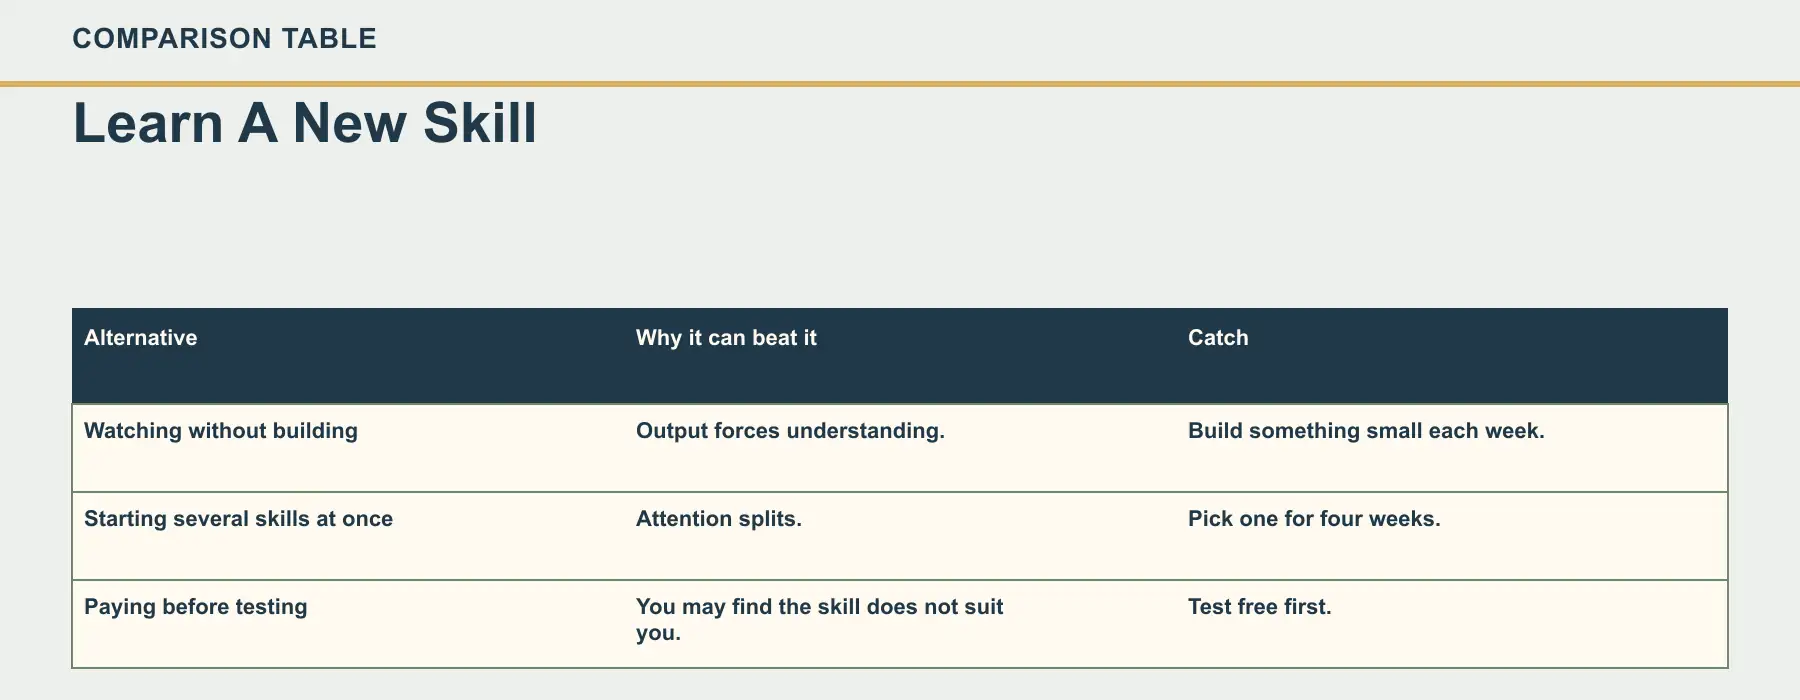 COMPARISON TABLE
Learn A New Skill
Alternative
Why it can beat it
Catch
Watching without building
Output forces understanding.
Build something small each week.
Starting several skills at once
Attention splits.
Pick one for four weeks.
Paying before testing
You may find the skill does not suit
you.
Test free first.